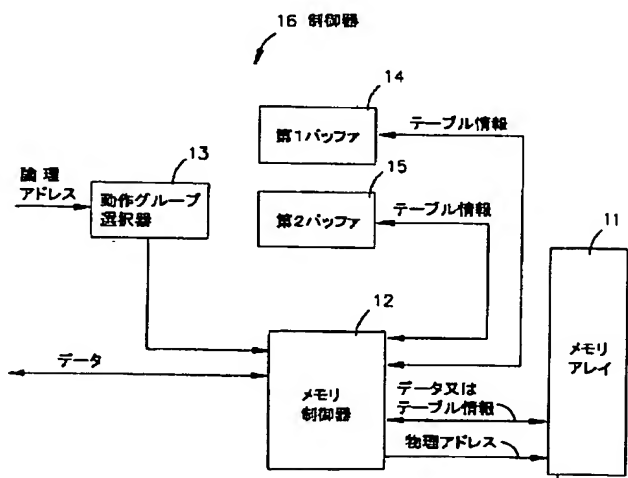 16 制御器
14
第1バッファ
テーブル情報
13
15
論理
アドレス
動作グループ
選択器
第2バッファ
テーブル情報
11
12
データ
メモリ
制御器
メモリ
アレイ
データ又は
テーブル情報
物理アドレス